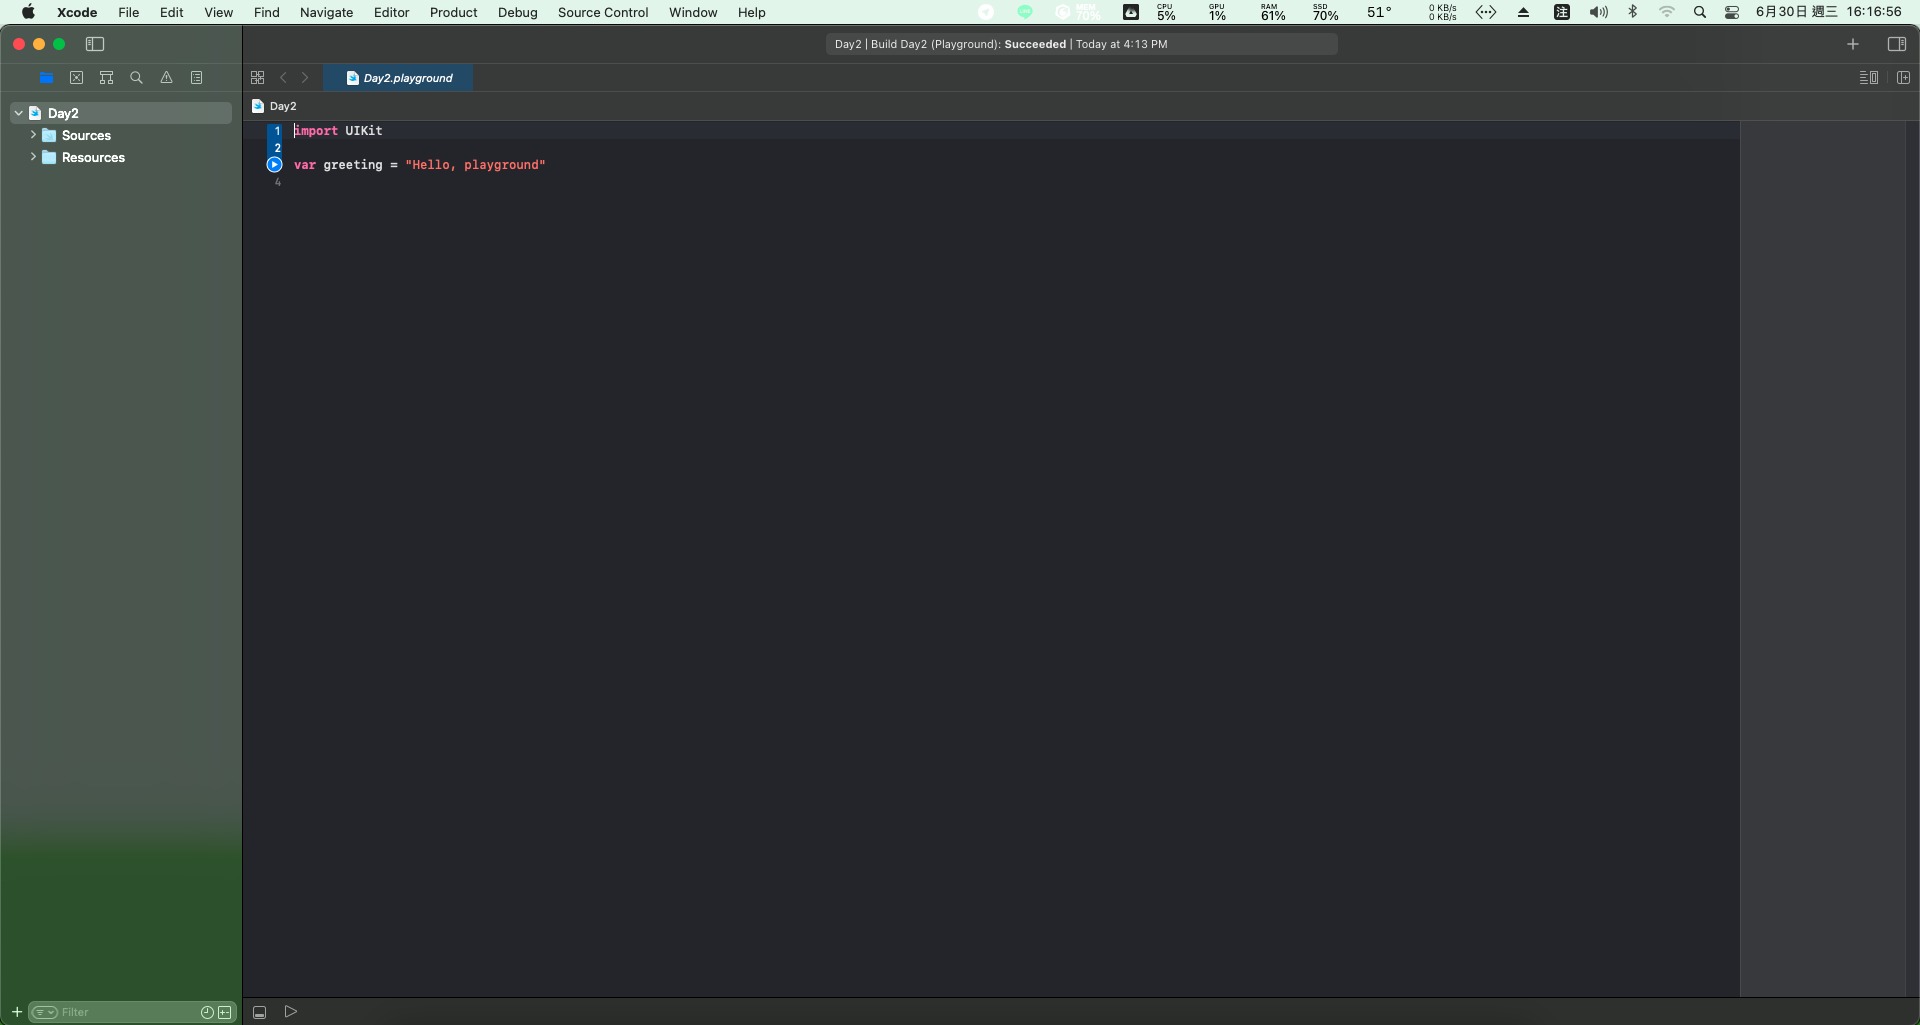 Xcode File Edit View Find Navigate Editor Product Debug Source Control Window Help MEM 70% CPU 5% GPU 1% RAM 61% SSD 70% 51° 0 KB/s 0 KB/s 注 6月30日 週三 16:16:56
Day2 | Build Day2 (Playground): Succeeded | Today at 4:13 PM
Day2.playground
Day2
Day2
Sources
Resources
1 import UIKit
2
var greeting = "Hello, playground"
4
Filter